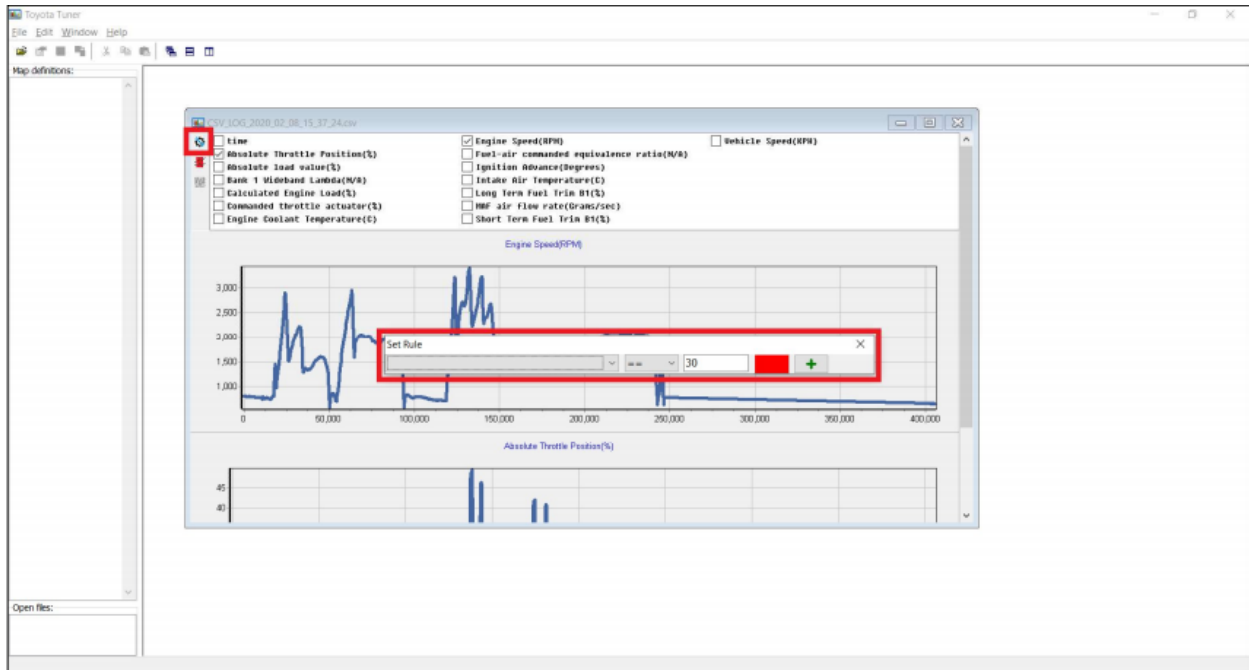 Toyota Tuner
File Edit Window Help
Map definitions:
CSV_LOG_2020_02_08_15_37_24.csv
time
Engine Speed(RPM)
Vehicle Speed(KPH)
Absolute Throttle Position(%)
Fuel-air commanded equivalence ratio(N/A)
Absolute load value(%)
Ignition Advance(Degrees)
Bank 1 Wideband Lambda(N/A)
Intake Air Temperature(C)
Calculated Engine Load(%)
Long Term Fuel Trim B1(%)
Commanded throttle actuator(%)
MAF air flow rate(Grams/sec)
Engine Coolant Temperature(C)
Short Term Fuel Trim B1(%)
Engine Speed(RPM)
3,000
2,500
2,000
1,500
1,000
Set Rule
== 30
0 50,000 100,000 150,000 200,000 250,000 300,000 350,000 400,000
Absolute Throttle Position(%)
45
40
Open files: